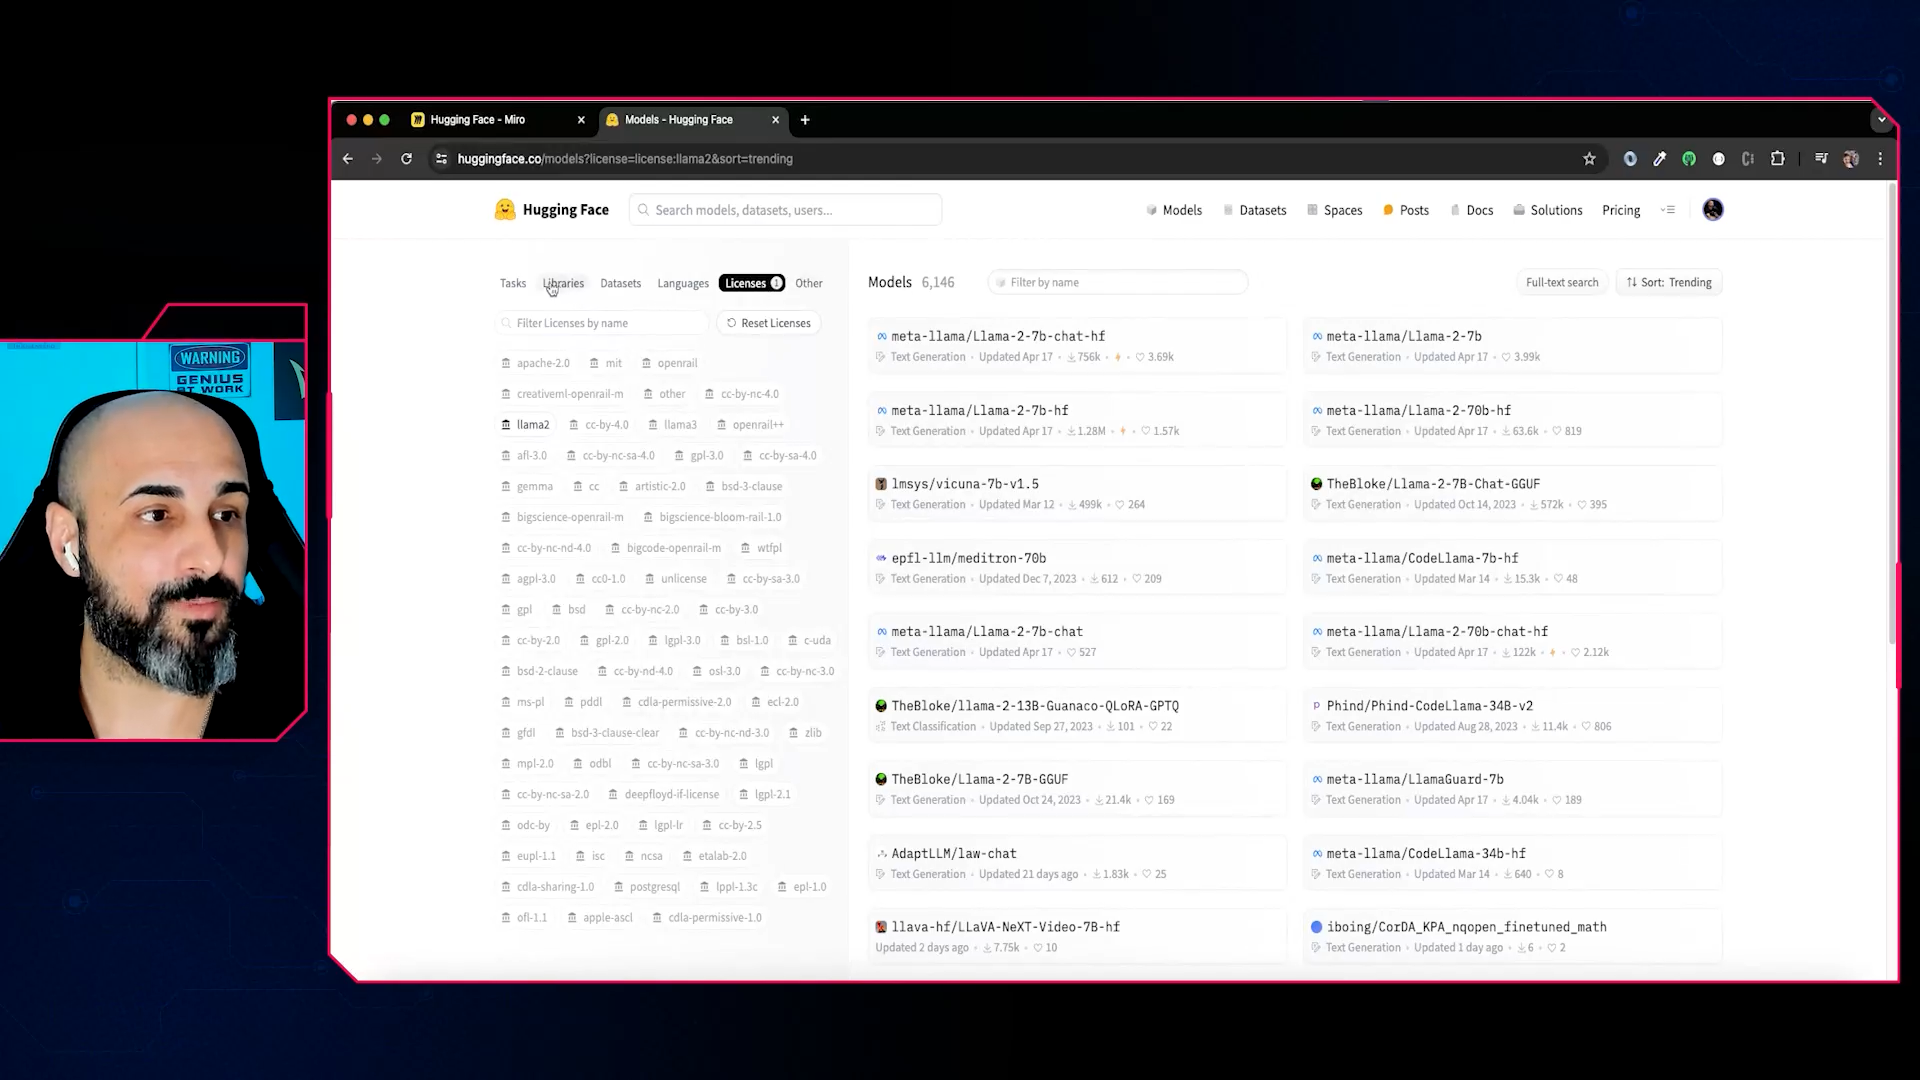 Hugging Face - Miro
Models - Hugging Face
huggingface.co/models?license=license:llama2&sort=trending
Hugging Face
Search models, datasets, users...
Models
Datasets
Spaces
Posts
Docs
Solutions
Pricing
Tasks
Libraries
Datasets
Languages
Licenses 1
Other
Filter Licenses by name
Reset Licenses
apache-2.0 mit openrail
creativeml-openrail-m other cc-by-nc-4.0
llama2 cc-by-4.0 llama3 openrail++
afl-3.0 cc-by-nc-sa-4.0 gpl-3.0 cc-by-sa-4.0
gemma cc artistic-2.0 bsd-3-clause
bigscience-openrail-m bigscience-bloom-rail-1.0
cc-by-nc-nd-4.0 bigcode-openrail-m wtfpl
agpl-3.0 cc0-1.0 unlicense cc-by-sa-3.0
gpl bsd cc-by-nc-2.0 cc-by-3.0
cc-by-2.0 gpl-2.0 lgpl-3.0 bsl-1.0 c-uda
bsd-2-clause cc-by-nd-4.0 osl-3.0 cc-by-nc-3.0
ms-pl pddl cdla-permissive-2.0 ecl-2.0
gfdl bsd-3-clause-clear cc-by-nc-nd-3.0 zlib
mpl-2.0 odbl cc-by-nc-sa-3.0 lgpl
cc-by-nc-sa-2.0 deepfloyd-if-license lgpl-2.1
odc-by epl-2.0 lgpl-lr cc-by-2.5
eupl-1.1 isc ncsa etalab-2.0
cdla-sharing-1.0 postgresql lppl-1.3c epl-1.0
ofl-1.1 apple-ascl cdla-permissive-1.0
Models 6,146
Filter by name
Full-text search
Sort: Trending
meta-llama/Llama-2-7b-chat-hf
Text Generation • Updated Apr 17 • 756k • 3.69k
meta-llama/Llama-2-7b
Text Generation • Updated Apr 17 • 3.99k
meta-llama/Llama-2-7b-hf
Text Generation • Updated Apr 17 • 1.28M • 1.57k
meta-llama/Llama-2-70b-hf
Text Generation • Updated Apr 17 • 63.6k • 819
lmsys/vicuna-7b-v1.5
Text Generation • Updated Mar 12 • 499k • 264
TheBloke/Llama-2-7B-Chat-GGUF
Text Generation • Updated Oct 14, 2023 • 572k • 395
epfl-llm/meditron-70b
Text Generation • Updated Dec 7, 2023 • 612 • 209
meta-llama/CodeLlama-7b-hf
Text Generation • Updated Mar 14 • 15.3k • 48
meta-llama/Llama-2-7b-chat
Text Generation • Updated Apr 17 • 527
meta-llama/Llama-2-70b-chat-hf
Text Generation • Updated Apr 17 • 122k • 2.12k
TheBloke/llama-2-13B-Guanaco-QLoRA-GPTQ
Text Classification • Updated Sep 27, 2023 • 101 • 22
Phind/Phind-CodeLlama-34B-v2
Text Generation • Updated Aug 28, 2023 • 11.4k • 806
TheBloke/Llama-2-7B-GGUF
Text Generation • Updated Oct 24, 2023 • 21.4k • 169
meta-llama/LlamaGuard-7b
Text Generation • Updated Apr 17 • 4.04k • 189
AdaptLLM/law-chat
Text Generation • Updated 21 days ago • 1.83k • 25
meta-llama/CodeLlama-34b-hf
Text Generation • Updated Mar 14 • 640 • 8
llava-hf/LLaVA-NeXT-Video-7B-hf
Updated 2 days ago • 7.75k • 10
iboing/CorDA_KPA_nqopen_finetuned_math
Text Generation • Updated 1 day ago • 6 • 2
WARNING
GENIUS
AT WORK